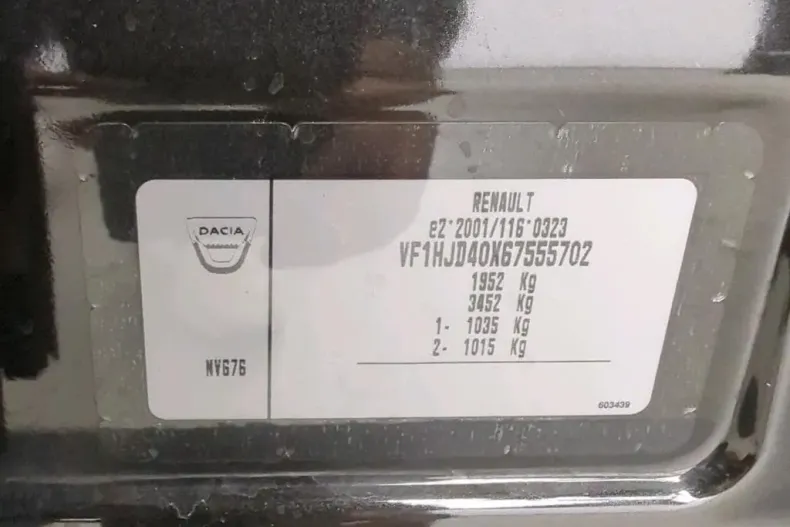 DACIA
NV676
RENAULT
e2*2001/116*0323
VF1HJD40X67555702
1952 Kg
3452 Kg
1- 1035 Kg
2- 1015 Kg
603439